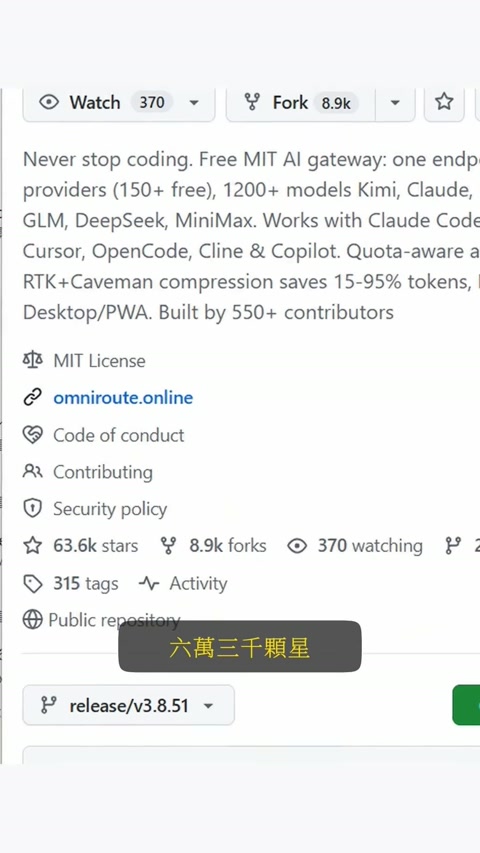 Watch 370
Fork 8.9k
Never stop coding. Free MIT AI gateway: one
providers (150+ free), 1200+ models Kimi, Claude,
GLM, DeepSeek, MiniMax. Works with Claude Code
Cursor, OpenCode, Cline & Copilot. Quota-aware
RTK+Caveman compression saves 15-95% tokens,
Desktop/PWA. Built by 550+ contributors
MIT License
omniroute.online
Code of conduct
Contributing
Security policy
63.6k stars 8.9k forks 370 watching
315 tags Activity
Public repository
六萬三千顆星
release/v3.8.51